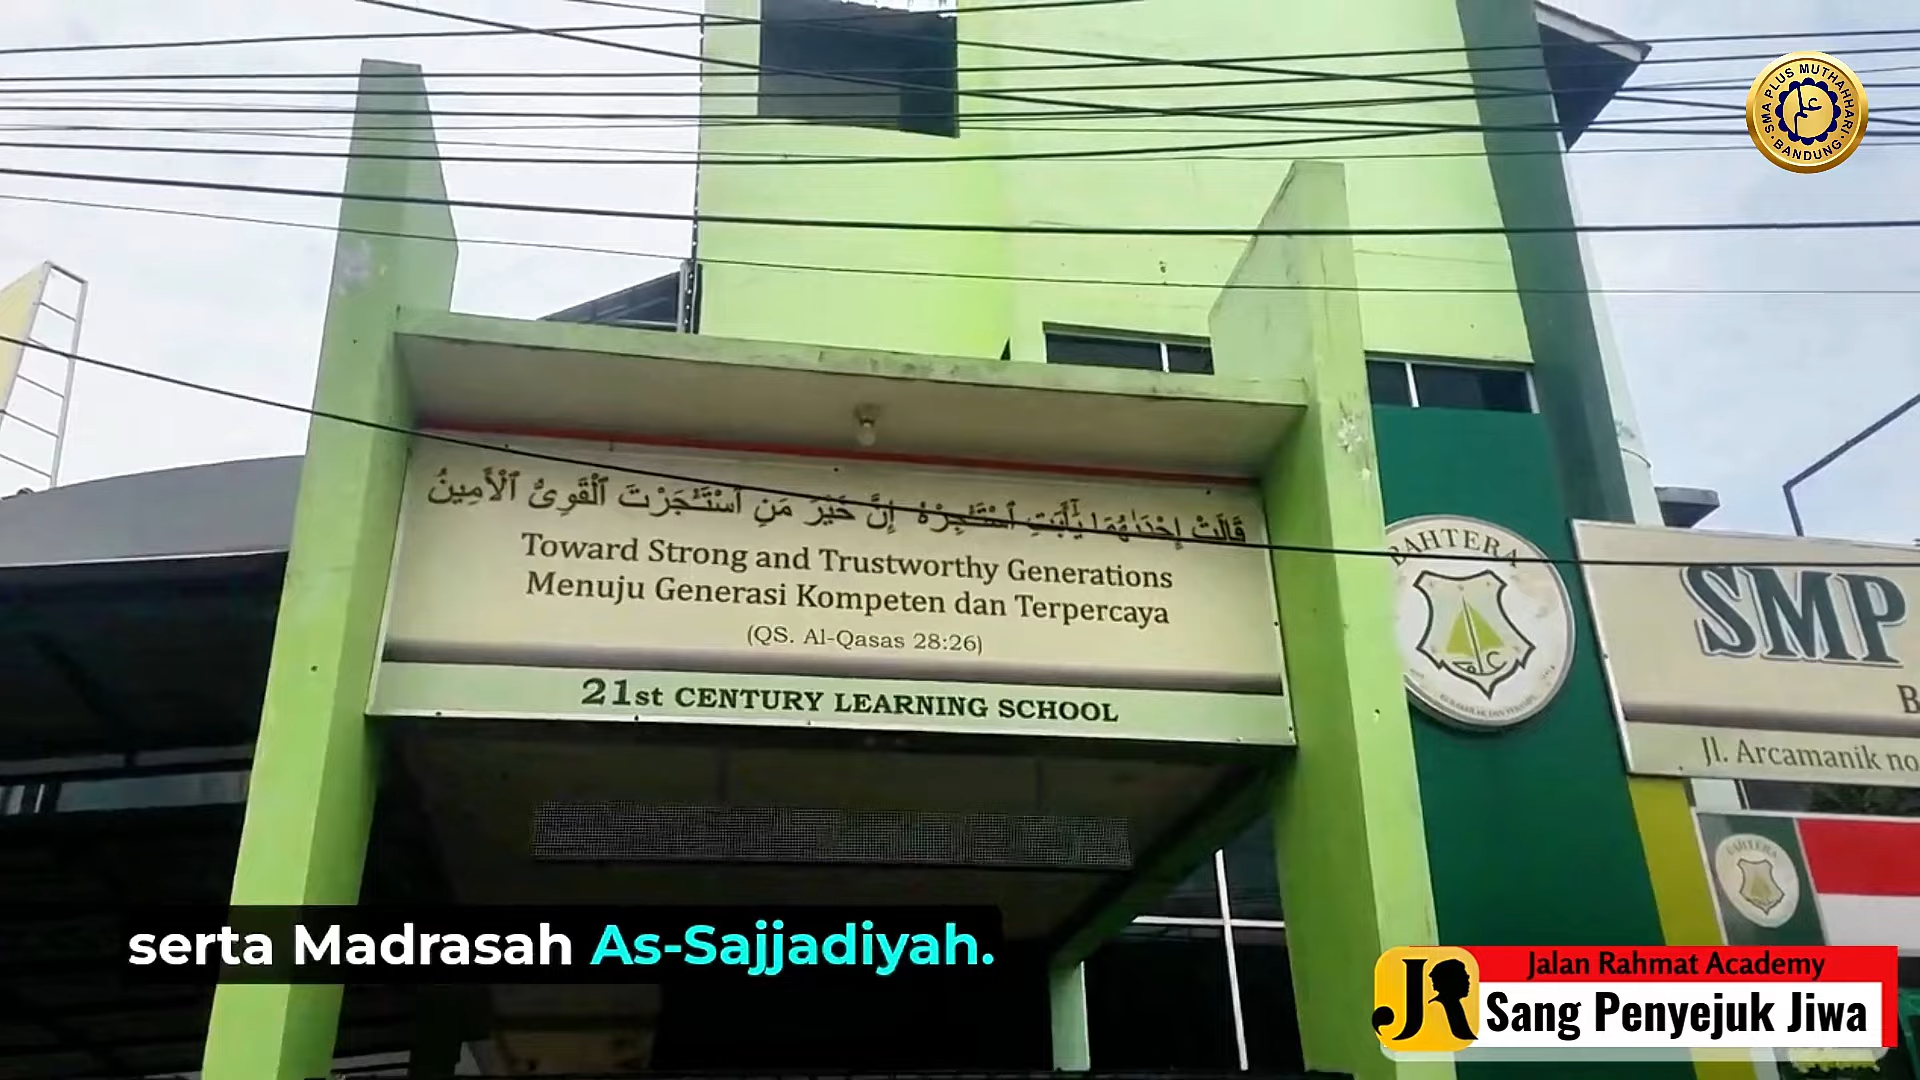 SMA PLUS MUTHAHHARI
BANDUNG
قَالَتْ إِحْدَىٰهُمَا يَٰٓأَبَتِ ٱسْتَـْٔجِرْهُ إِنَّ خَيْرَ مَنِ ٱسْتَـْٔجَرْتَ ٱلْقَوِىُّ ٱلْأَمِينُ
Toward Strong and Trustworthy Generations
Menuju Generasi Kompeten dan Terpercaya
(QS. Al-Qasas 28:26)
21st CENTURY LEARNING SCHOOL
BAHTERA
SMP
Jl. Arcamanik no
BAHTERA
serta Madrasah As-Sajjadiyah.
Jalan Rahmat Academy
JR Sang Penyejuk Jiwa